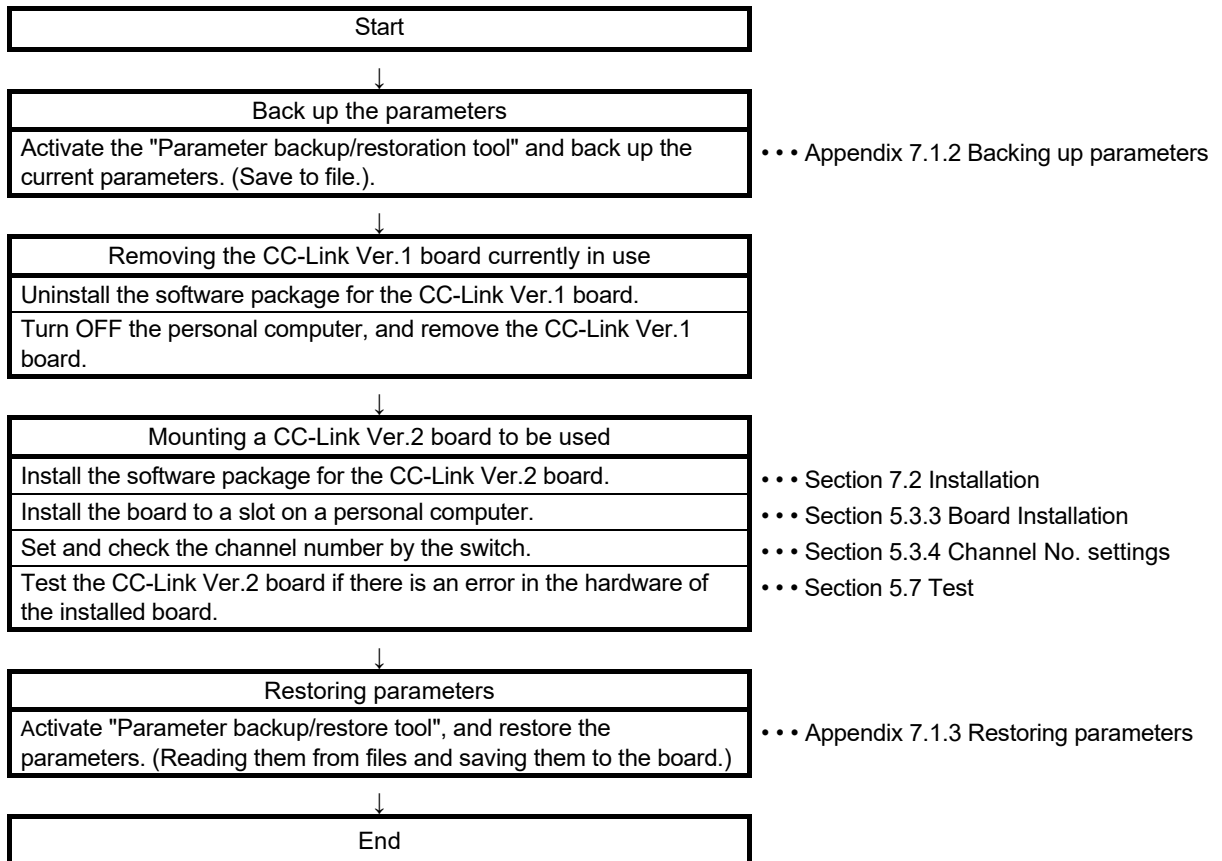 Start
↓
Back up the parameters
Activate the "Parameter backup/restoration tool" and back up the
current parameters. (Save to file.).
• • • Appendix 7.1.2 Backing up parameters
↓
Removing the CC-Link Ver.1 board currently in use
Uninstall the software package for the CC-Link Ver.1 board.
Turn OFF the personal computer, and remove the CC-Link Ver.1
board.
↓
Mounting a CC-Link Ver.2 board to be used
Install the software package for the CC-Link Ver.2 board.
• • • Section 7.2 Installation
Install the board to a slot on a personal computer.
• • • Section 5.3.3 Board Installation
Set and check the channel number by the switch.
• • • Section 5.3.4 Channel No. settings
Test the CC-Link Ver.2 board if there is an error in the hardware of
the installed board.
• • • Section 5.7 Test
↓
Restoring parameters
Activate "Parameter backup/restore tool", and restore the
parameters. (Reading them from files and saving them to the board.)
• • • Appendix 7.1.3 Restoring parameters
↓
End